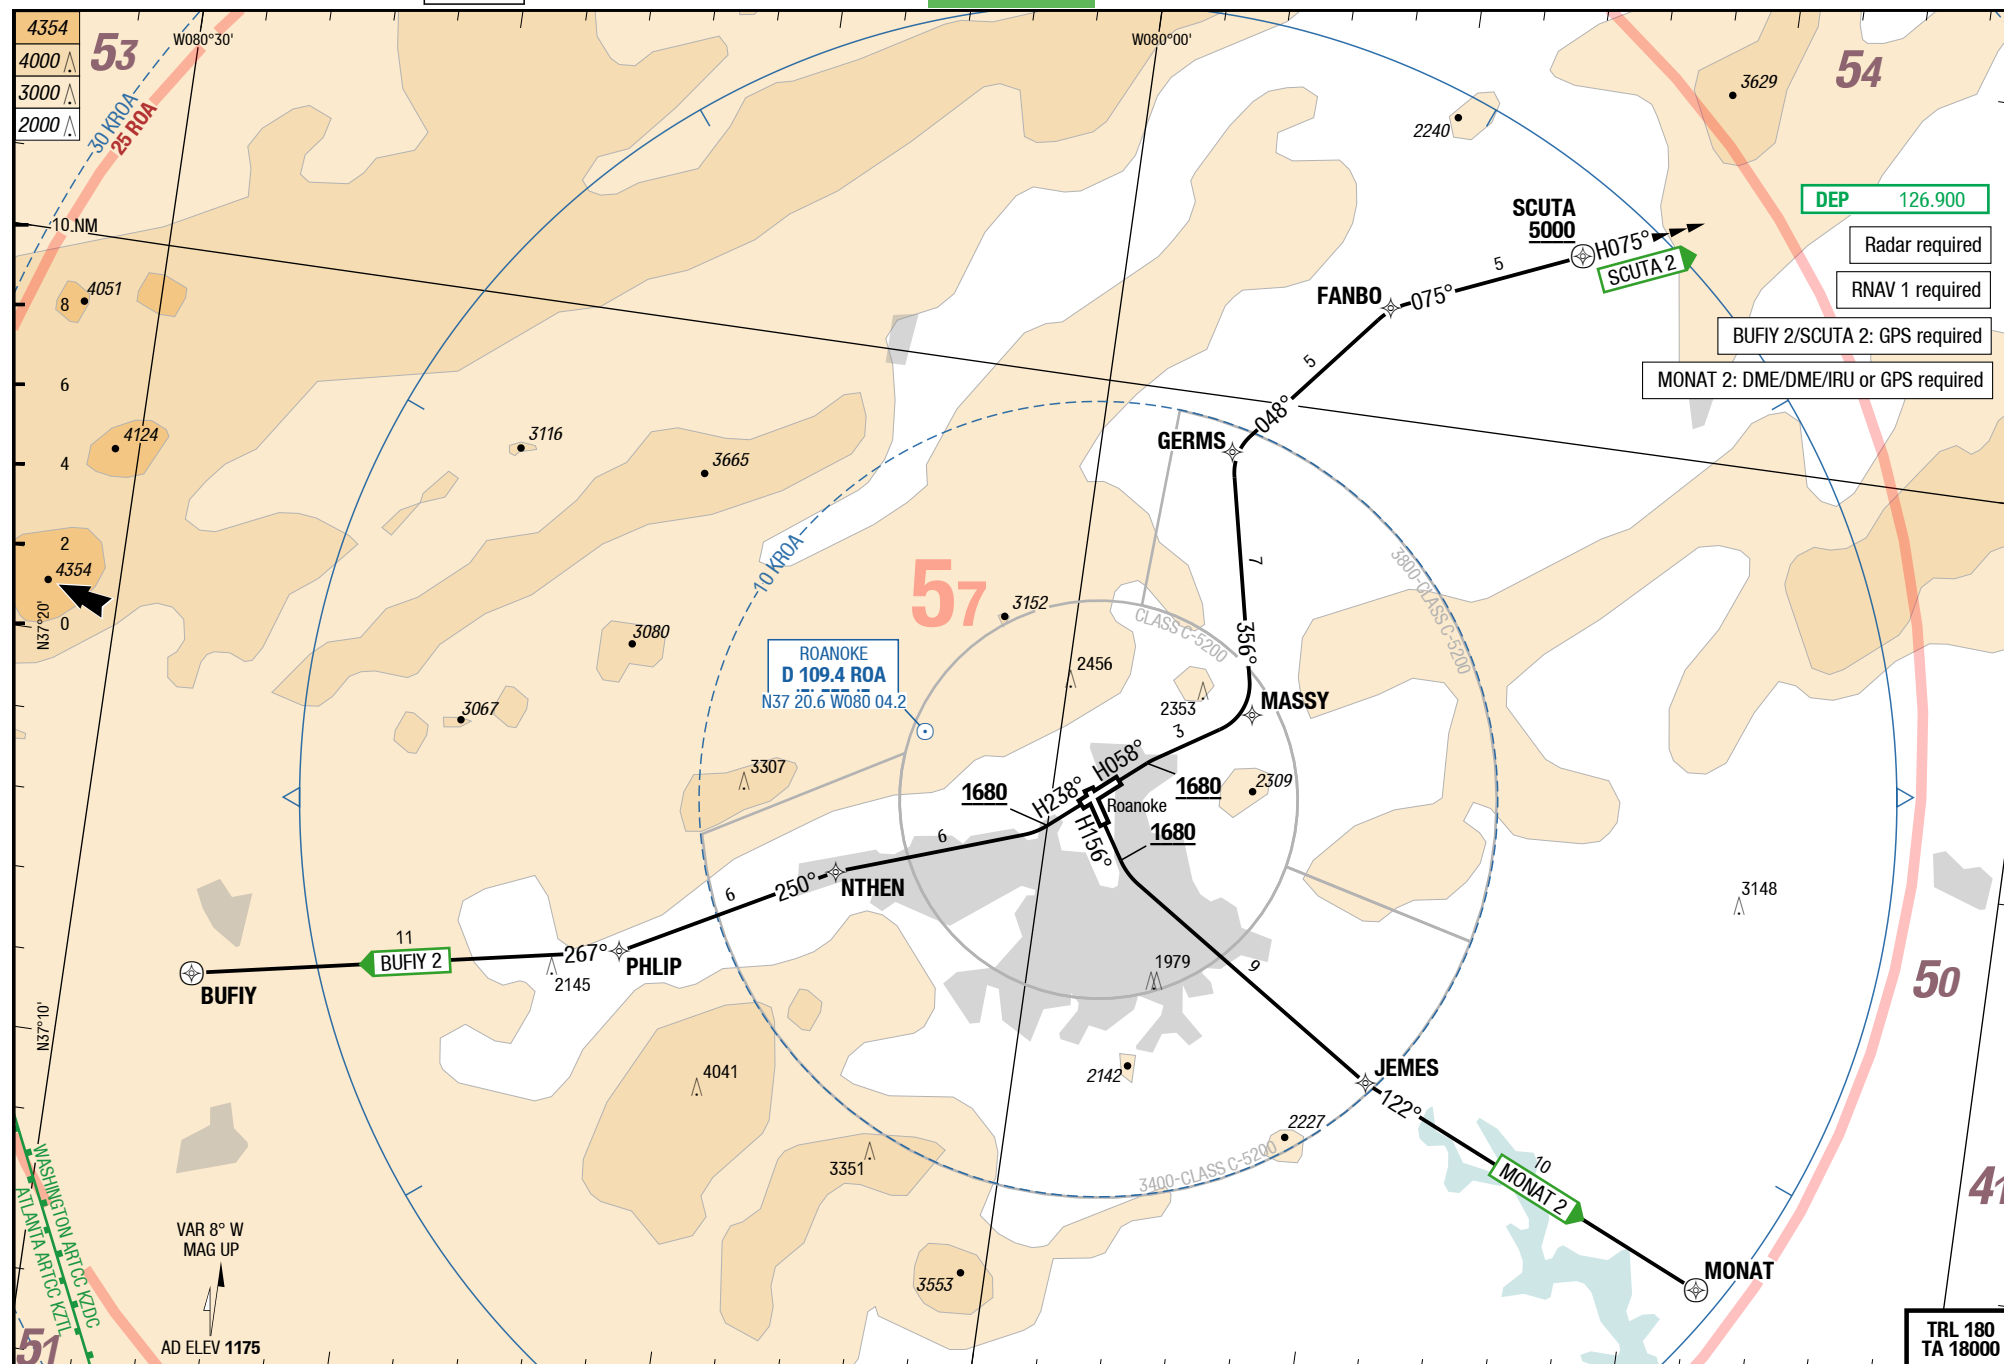 4354
4000
3000
2000
53
W080°30'
W080°00'
54
3629
2240
30 KROA
25 ROA
DEP 126.900
Radar required
RNAV 1 required
BUFIY 2/SCUTA 2: GPS required
MONAT 2: DME/DME/IRU or GPS required
SCUTA
5000
H075°
SCUTA 2
5
FANBO
075°
5
048°
GERMS
10 NM
8
6
4
2
0
4051
4124
4354
N37°20'
3116
3665
10 KROA
57
3152
3080
3067
7
356°
CLASS C-5200
3800-CLASS C-5200
ROANOKE
D 109.4 ROA
N37 20.6 W080 04.2
2456
2353
MASSY
3
H058°
1680
2309
3307
1680
H238°
Roanoke
H156°
1680
6
NTHEN
250°
6
3148
11
BUFIY 2
267°
PHLIP
2145
BUFIY
1979
9
50
N37°10'
4041
2142
JEMES
122°
2227
3351
3400-CLASS C-5200
10
MONAT 2
41
WASHINGTON ARTCC KZDC
ATLANTA ARTCC KZTL
VAR 8° W
MAG UP
3553
MONAT
51
AD ELEV 1175
TRL 180
TA 18000